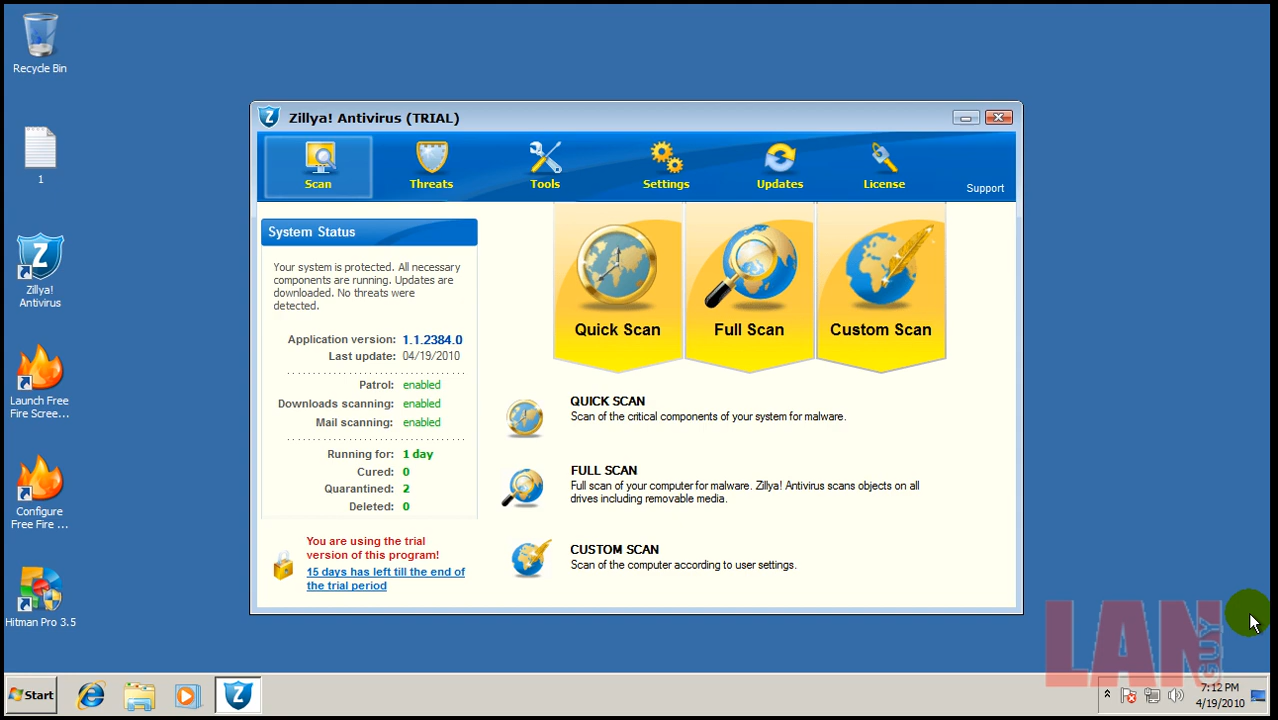 Recycle Bin
1
Zillya!
Antivirus
Launch Free
Fire Scree...
Configure
Free Fire ...
Hitman Pro 3.5
Z
Zillya! Antivirus (TRIAL)
Scan
Threats
Tools
Settings
Updates
License
Support
System Status
Your system is protected. All necessary
components are running. Updates are
downloaded. No threats were
detected.
Application version: 1.1.2384.0
Last update: 04/19/2010
Patrol: enabled
Downloads scanning: enabled
Mail scanning: enabled
Running for: 1 day
Cured: 0
Quarantined: 2
Deleted: 0
You are using the trial
version of this program!
15 days has left till the end of
the trial period
Quick Scan
Full Scan
Custom Scan
QUICK SCAN
Scan of the critical components of your system for malware.
FULL SCAN
Full scan of your computer for malware. Zillya! Antivirus scans objects on all
drives including removable media.
CUSTOM SCAN
Scan of the computer according to user settings.
LAN
GUY
Start
7:12 PM
4/19/2010